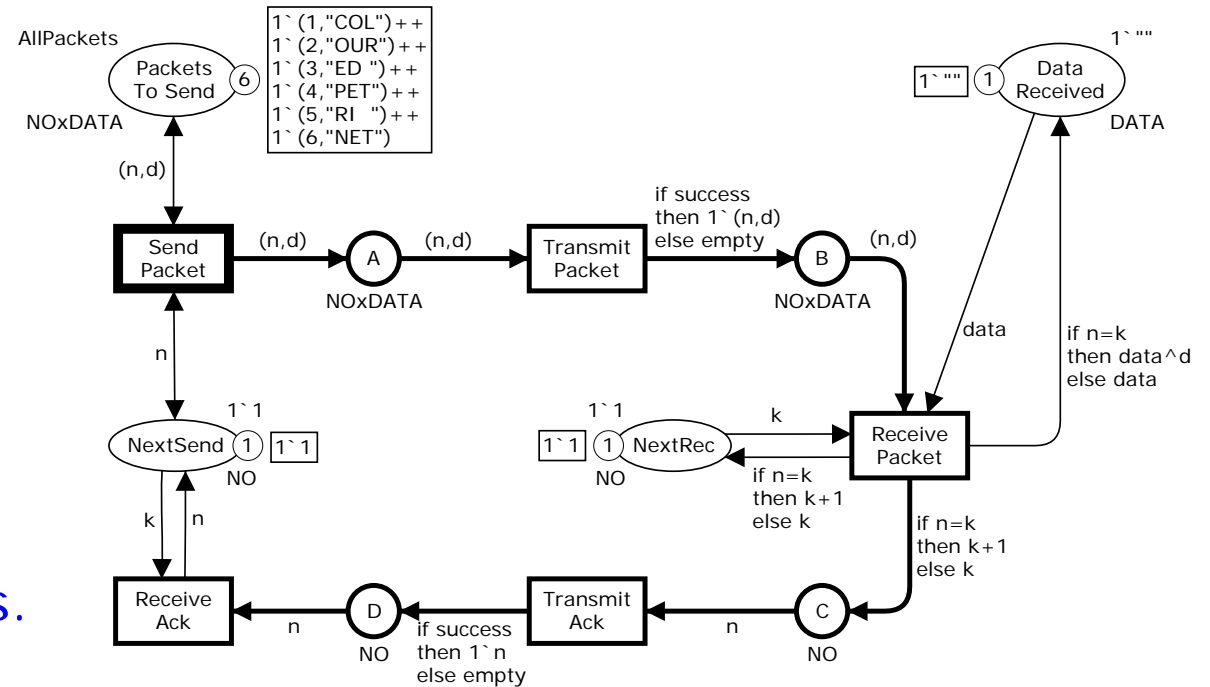 AllPackets
Packets
To Send
6
1`(1,"COL")++
1`(2,"OUR")++
1`(3,"ED ")++
1`(4,"PET")++
1`(5,"RI  ")++
1`(6,"NET")
NOxDATA
1`""
1`""
1
Data
Received
DATA
(n,d)
Send
Packet
(n,d)
A
NOxDATA
(n,d)
Transmit
Packet
if success
then 1`(n,d)
else empty
B
NOxDATA
(n,d)
data
if n=k
then data^d
else data
n
1`1
NextSend
1
1`1
NO
1`1
1`1
1
NextRec
NO
k
if n=k
then k+1
else k
Receive
Packet
if n=k
then k+1
else k
k
n
Receive
Ack
n
D
NO
if success
then 1`n
else empty
Transmit
Ack
n
C
NO
s.